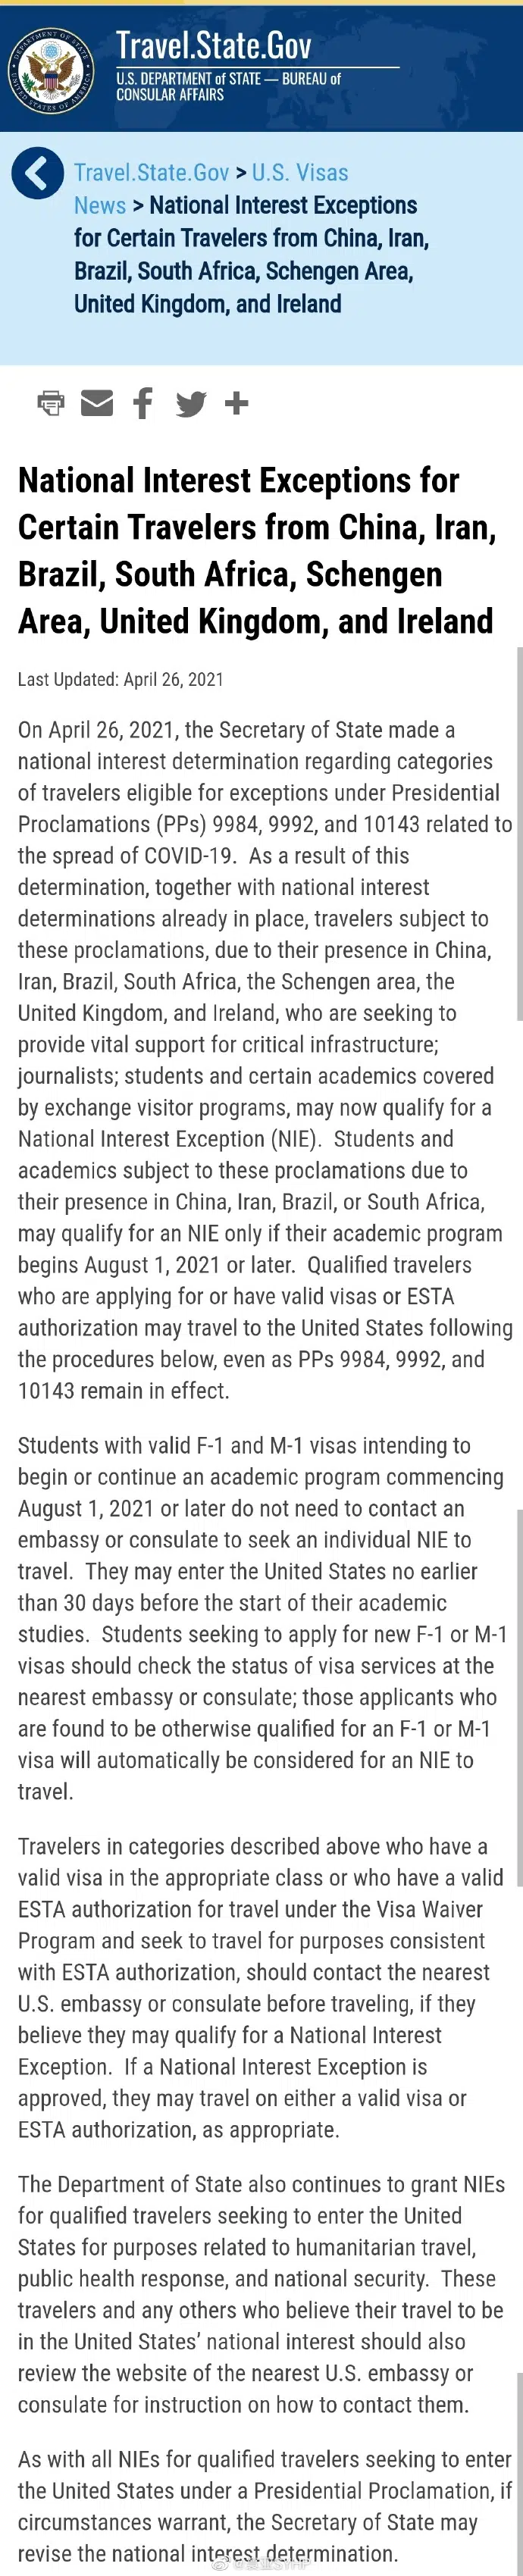 Travel.State.Gov
U.S. DEPARTMENT of STATE — BUREAU of
CONSULAR AFFAIRS
DEPARTMENT OF STATE
UNITED STATES OF AMERICA
Travel.State.Gov > U.S. Visas
News > National Interest Exceptions
for Certain Travelers from China, Iran,
Brazil, South Africa, Schengen Area,
United Kingdom, and Ireland
National Interest Exceptions for
Certain Travelers from China, Iran,
Brazil, South Africa, Schengen
Area, United Kingdom, and Ireland
Last Updated: April 26, 2021
On April 26, 2021, the Secretary of State made a
national interest determination regarding categories
of travelers eligible for exceptions under Presidential
Proclamations (PPs) 9984, 9992, and 10143 related to
the spread of COVID-19.  As a result of this
determination, together with national interest
determinations already in place, travelers subject to
these proclamations, due to their presence in China,
Iran, Brazil, South Africa, the Schengen area, the
United Kingdom, and Ireland, who are seeking to
provide vital support for critical infrastructure;
journalists; students and certain academics covered
by exchange visitor programs, may now qualify for a
National Interest Exception (NIE).  Students and
academics subject to these proclamations due to
their presence in China, Iran, Brazil, or South Africa,
may qualify for an NIE only if their academic program
begins August 1, 2021 or later.  Qualified travelers
who are applying for or have valid visas or ESTA
authorization may travel to the United States following
the procedures below, even as PPs 9984, 9992, and
10143 remain in effect.
Students with valid F-1 and M-1 visas intending to
begin or continue an academic program commencing
August 1, 2021 or later do not need to contact an
embassy or consulate to seek an individual NIE to
travel.  They may enter the United States no earlier
than 30 days before the start of their academic
studies.  Students seeking to apply for new F-1 or M-1
visas should check the status of visa services at the
nearest embassy or consulate; those applicants who
are found to be otherwise qualified for an F-1 or M-1
visa will automatically be considered for an NIE to
travel.
Travelers in categories described above who have a
valid visa in the appropriate class or who have a valid
ESTA authorization for travel under the Visa Waiver
Program and seek to travel for purposes consistent
with ESTA authorization, should contact the nearest
U.S. embassy or consulate before traveling, if they
believe they may qualify for a National Interest
Exception.  If a National Interest Exception is
approved, they may travel on either a valid visa or
ESTA authorization, as appropriate.
The Department of State also continues to grant NIEs
for qualified travelers seeking to enter the United
States for purposes related to humanitarian travel,
public health response, and national security.  These
travelers and any others who believe their travel to be
in the United States’ national interest should also
review the website of the nearest U.S. embassy or
consulate for instruction on how to contact them.
As with all NIEs for qualified travelers seeking to enter
the United States under a Presidential Proclamation, if
circumstances warrant, the Secretary of State may
revise the national interest determination.